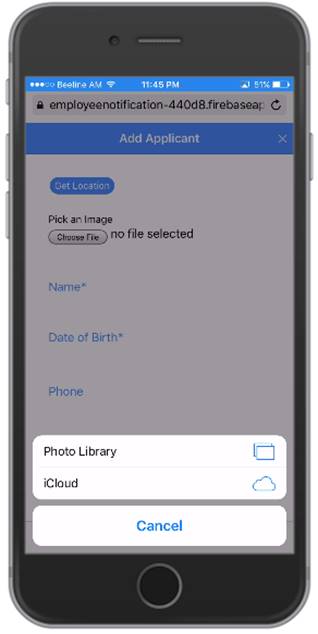 Beeline AM 11:45 PM 51%
employeenotification-440d8.firebaseap
Add Applicant ×
Get Location
Pick an Image
Choose File no file selected
Name*
Date of Birth*
Phone
Photo Library
iCloud
Cancel